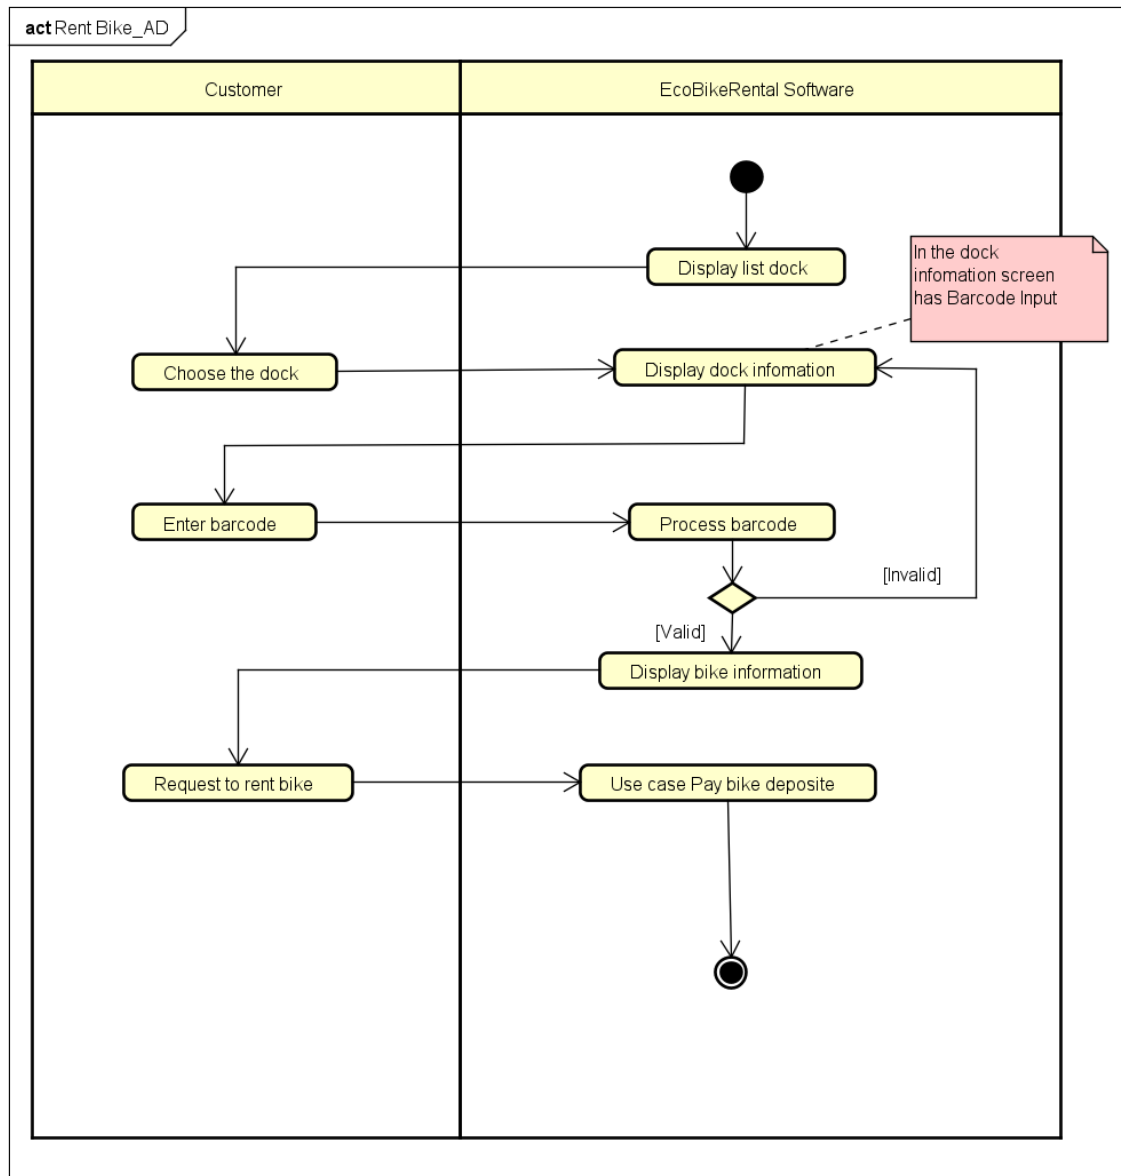 act Rent Bike_AD
Customer
EcoBikeRental Software
Display list dock
In the dock
infomation screen
has Barcode Input
Choose the dock
Display dock infomation
Enter barcode
Process barcode
[Invalid]
[Valid]
Display bike information
Request to rent bike
Use case Pay bike deposite